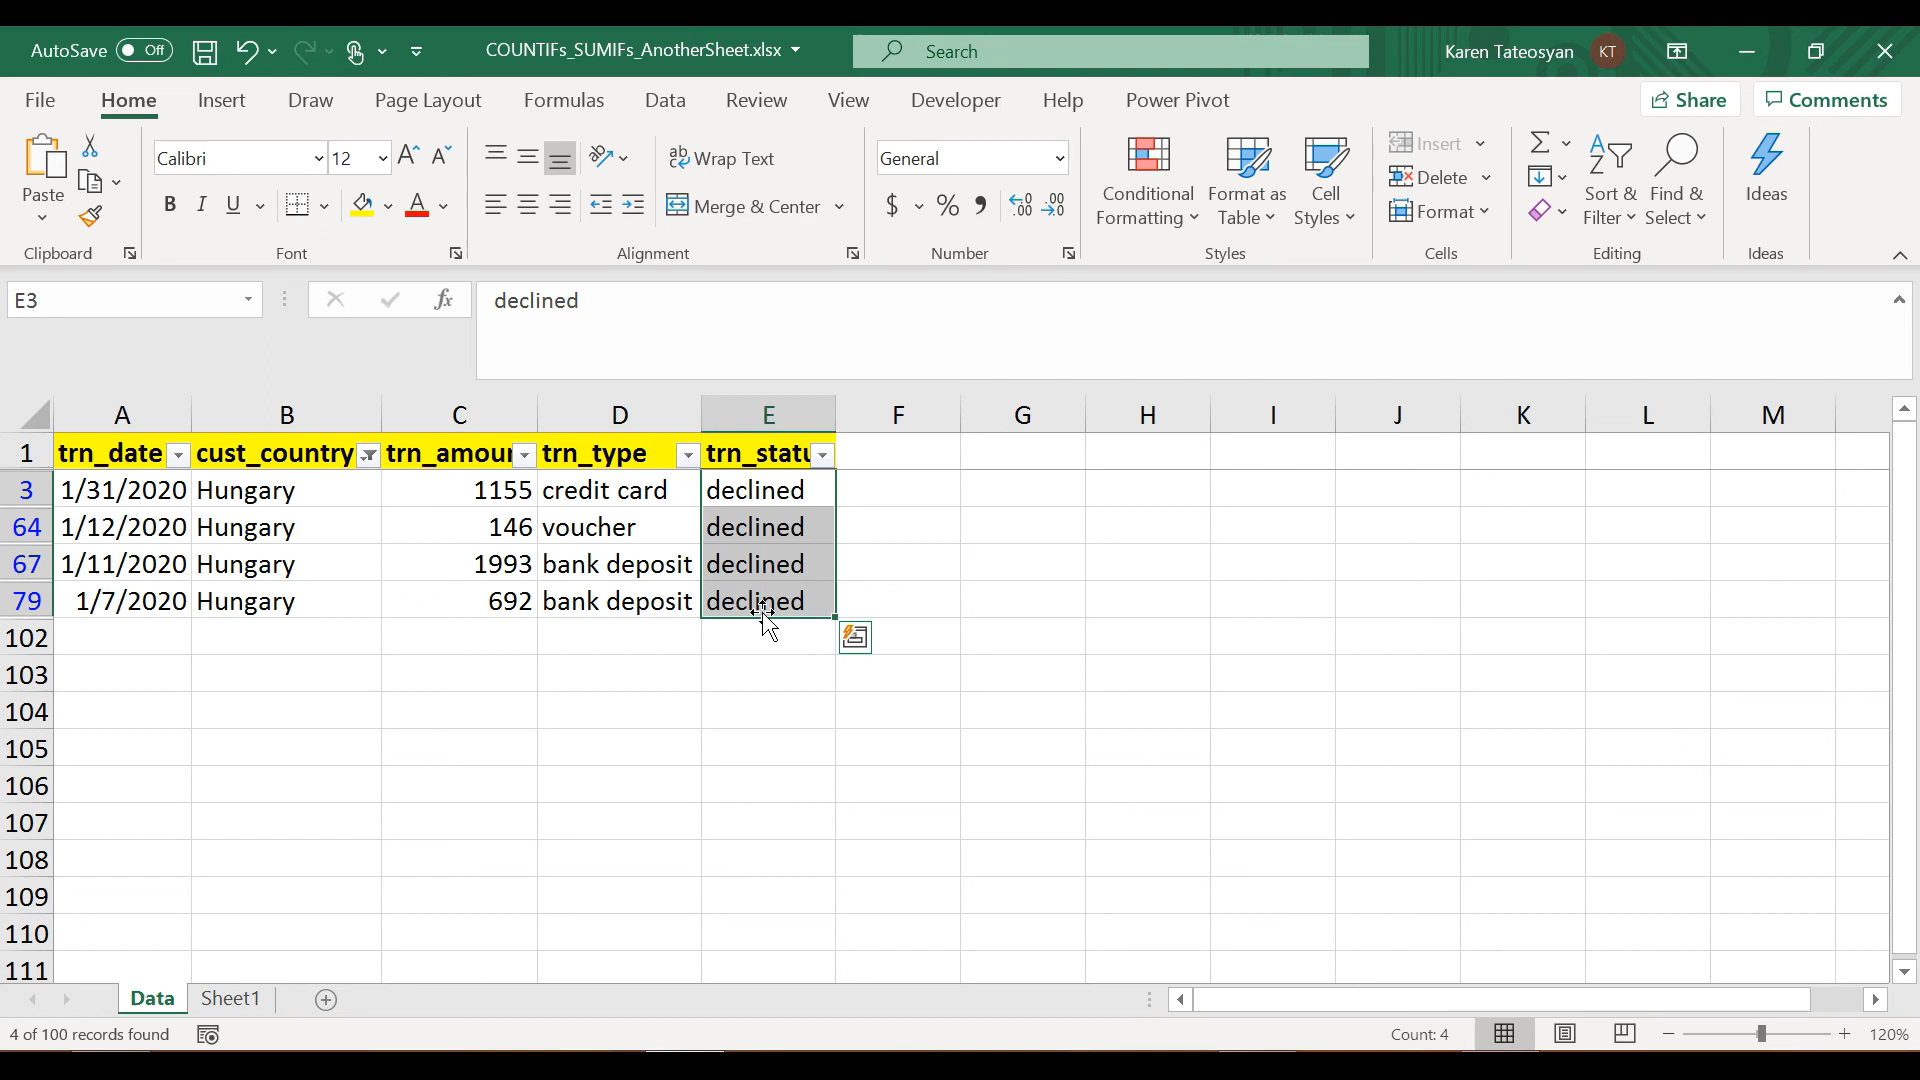 AutoSave Off COUNTIFs_SUMIFs_AnotherSheet.xlsx Search Karen Tateosyan KT
File Home Insert Draw Page Layout Formulas Data Review View Developer Help Power Pivot Share Comments
Paste Calibri 12 A A ab Wrap Text General Conditional Formatting Format as Table Cell Styles Insert Delete Format Sort & Filter Find & Select Ideas
B I U A Merge & Center $ % 9 .00 .00
Clipboard Font Alignment Number Styles Cells Editing Ideas
E3 fx declined
A B C D E F G H I J K L M
1 trn_date cust_country trn_amour trn_type trn_statu
3 1/31/2020 Hungary 1155 credit card declined
64 1/12/2020 Hungary 146 voucher declined
67 1/11/2020 Hungary 1993 bank deposit declined
79 1/7/2020 Hungary 692 bank deposit declined
102
103
104
105
106
107
108
109
110
111
Data Sheet1
4 of 100 records found Count: 4 120%